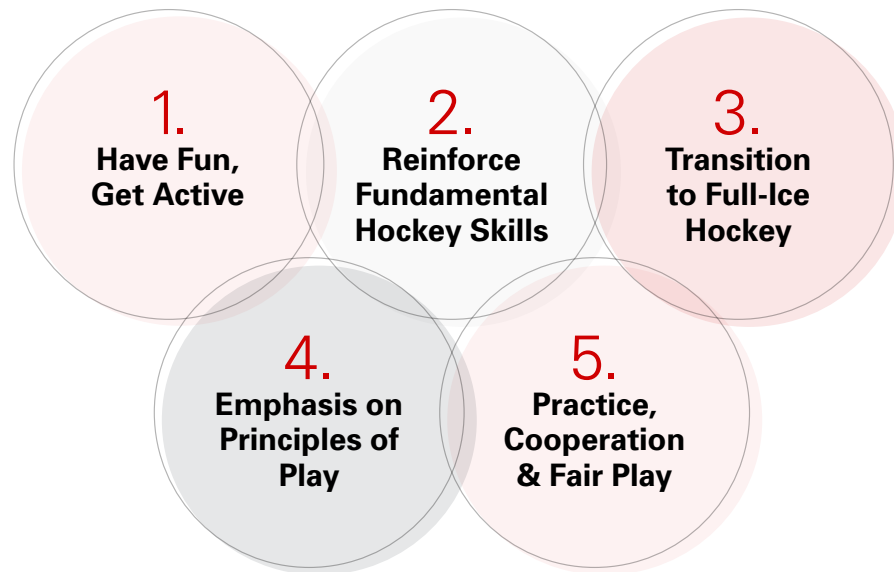 1.
Have Fun,
Get Active
2.
Reinforce
Fundamental
Hockey Skills
3.
Transition
to Full-Ice
Hockey
4.
Emphasis on
Principles of
Play
5.
Practice,
Cooperation
& Fair Play